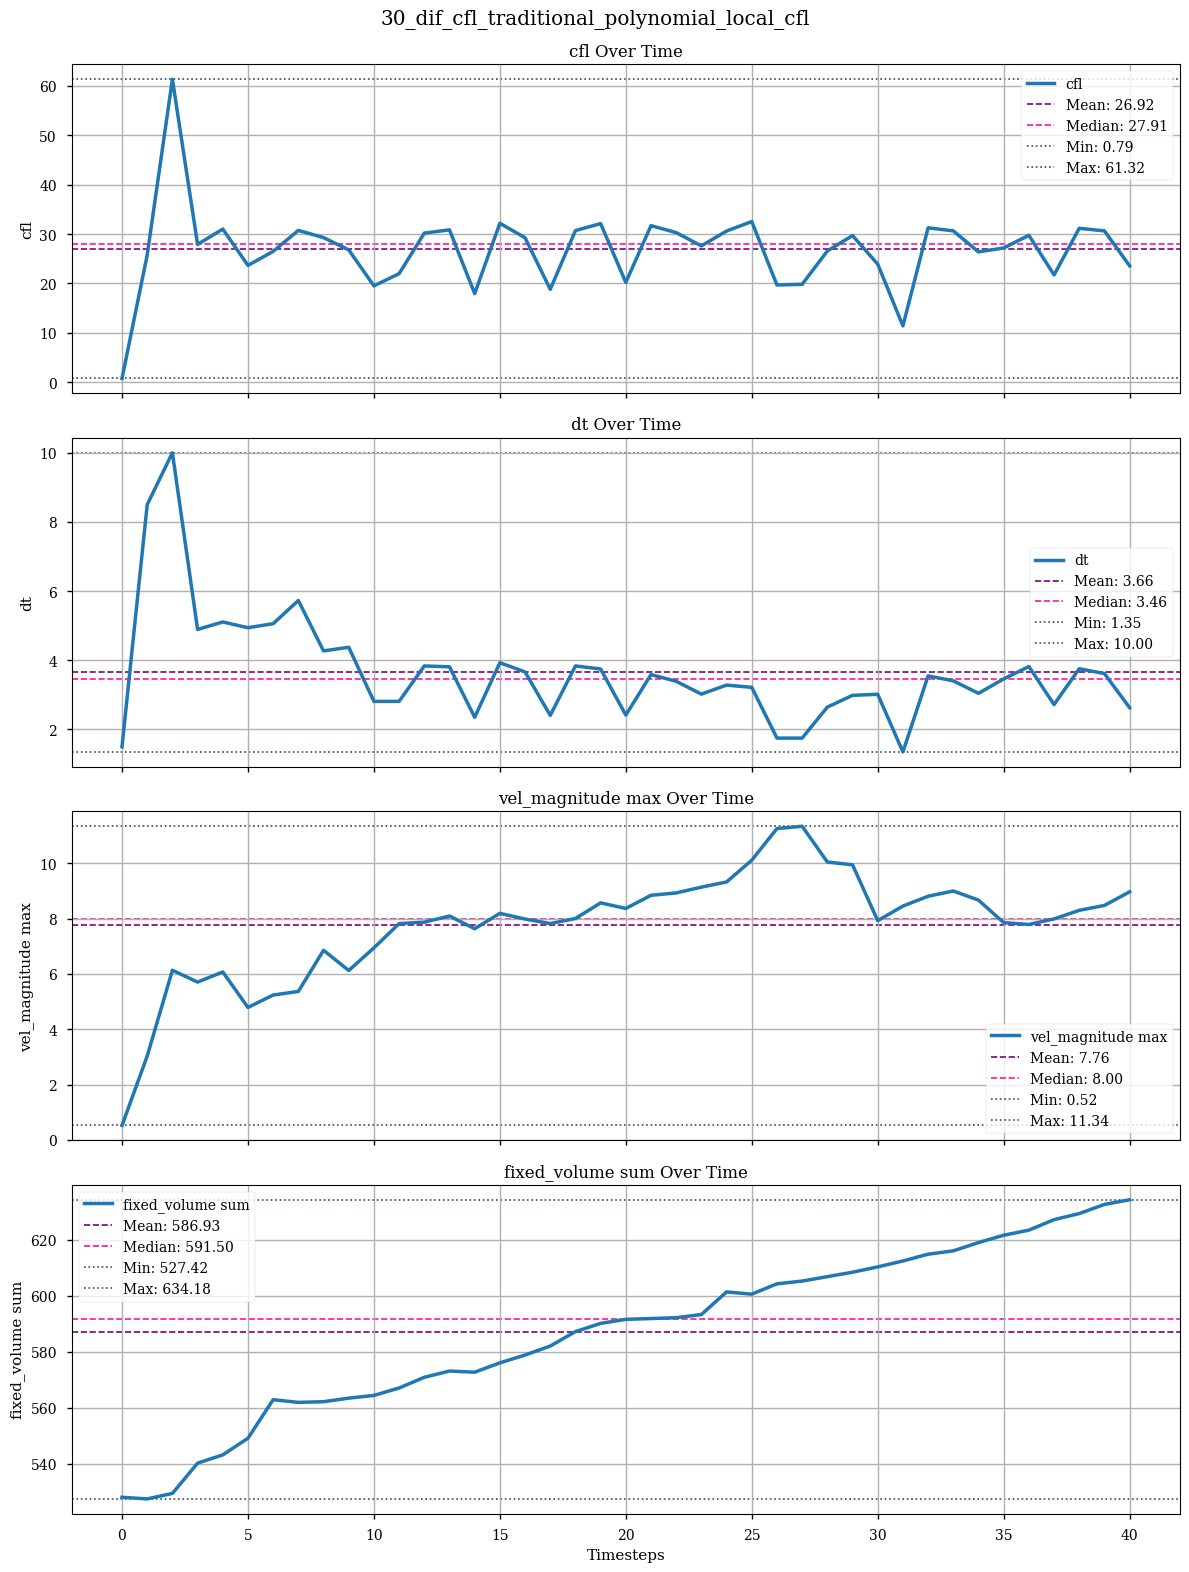 30_dif_cfl_traditional_polynomial_local_cfl
cfl Over Time
cfl
60
50
40
30
20
10
0
cfl
Mean: 26.92
Median: 27.91
Min: 0.79
Max: 61.32
dt Over Time
dt
10
8
6
4
2
dt
Mean: 3.66
Median: 3.46
Min: 1.35
Max: 10.00
vel_magnitude max Over Time
vel_magnitude max
10
8
6
4
2
0
vel_magnitude max
Mean: 7.76
Median: 8.00
Min: 0.52
Max: 11.34
fixed_volume sum Over Time
fixed_volume sum
620
600
580
560
540
fixed_volume sum
Mean: 586.93
Median: 591.50
Min: 527.42
Max: 634.18
0 5 10 15 20 25 30 35 40
Timesteps